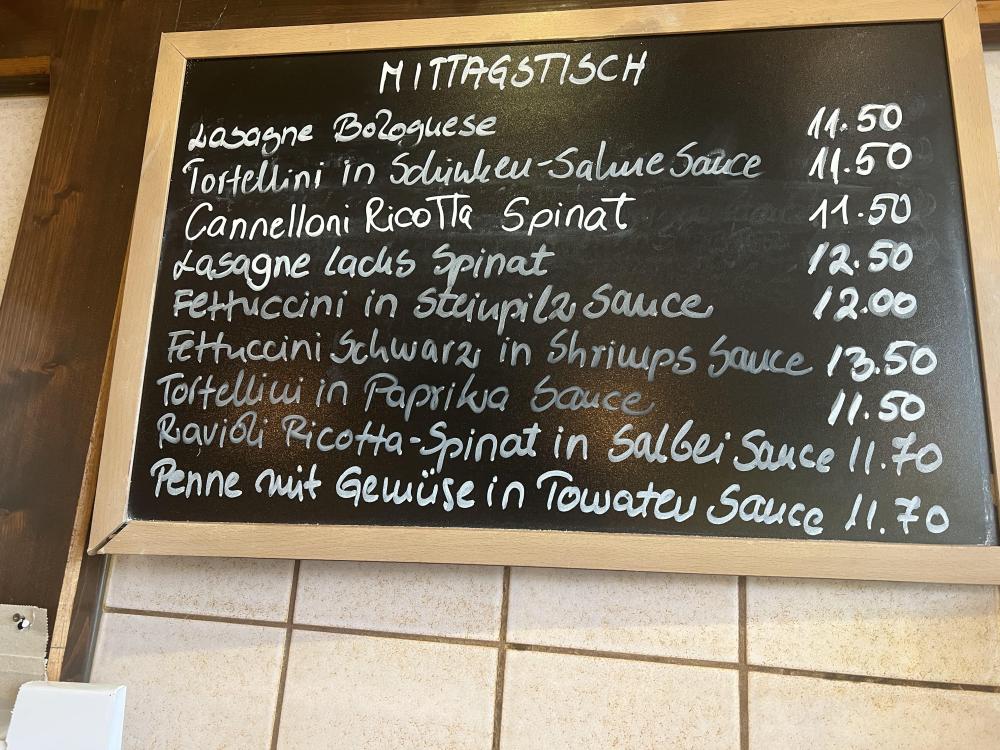 MITTAGSTISCH
Lasagne Bolognese 11.50
Tortellini in Schinken-Sahne Sauce 11.50
Cannelloni Ricotta Spinat 11.50
Lasagne Lachs Spinat 12.50
Fettuccini in Steinpilz Sauce 12.00
Fettuccini Schwarz in Shrimps Sauce 13.50
Tortellini in Paprika Sauce 11.50
Ravioli Ricotta-Spinat in Salbei Sauce 11.70
Penne mit Gemüse in Tomaten Sauce 11.70